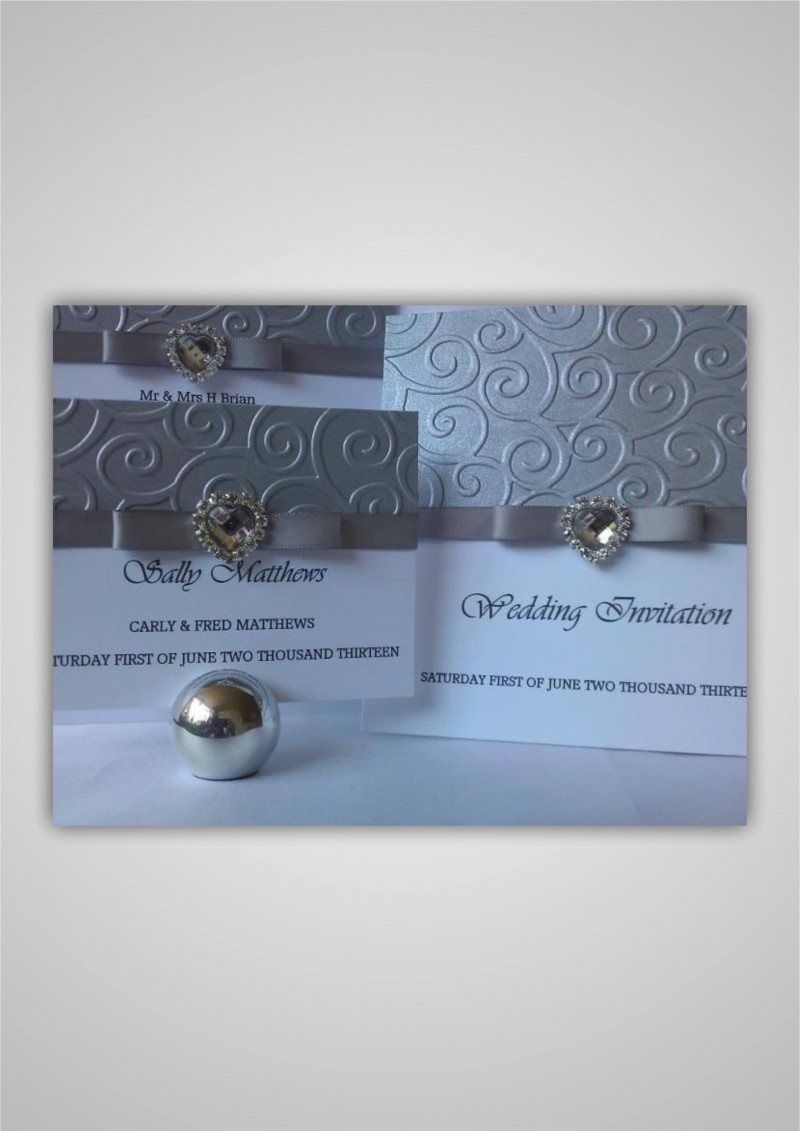 Mr & Mrs H Brian
Sally Matthews
CARLY & FRED MATTHEWS
TURDAY FIRST OF JUNE TWO THOUSAND THIRTEEN
Wedding Invitation
SATURDAY FIRST OF JUNE TWO THOUSAND THIRTE